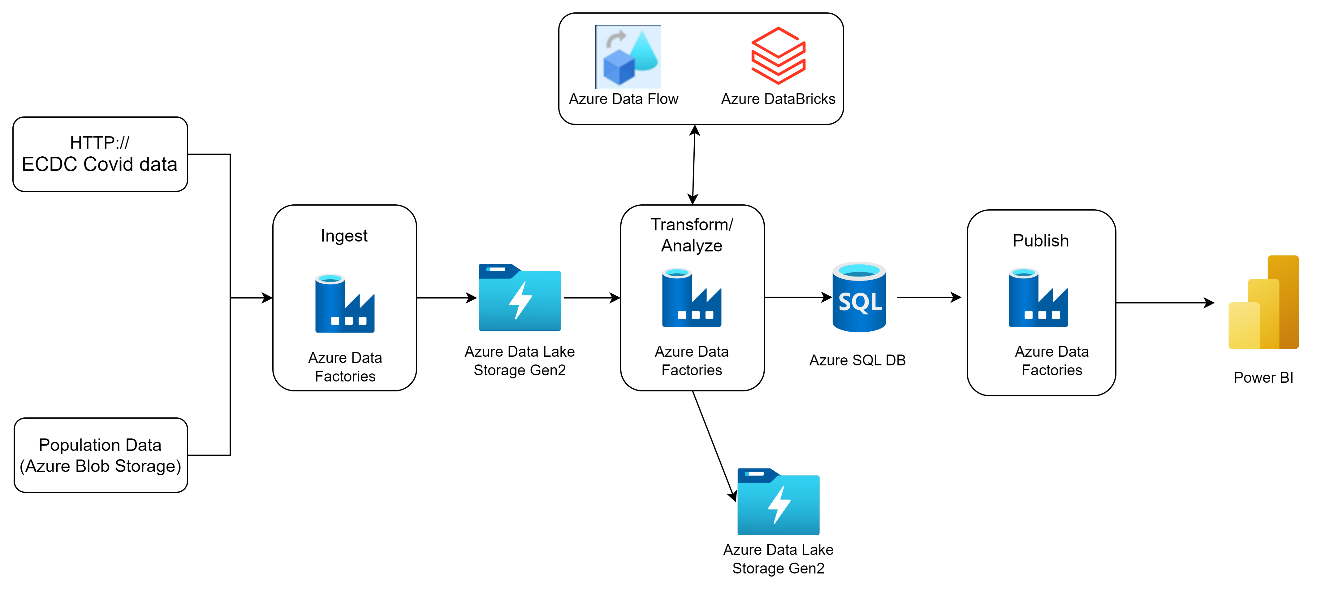 Azure Data Flow
Azure DataBricks
HTTP://
ECDC Covid data
Population Data
(Azure Blob Storage)
Ingest
Azure Data
Factories
Azure Data Lake
Storage Gen2
Transform/
Analyze
Azure Data
Factories
Azure Data Lake
Storage Gen2
SQL
Azure SQL DB
Publish
Azure Data
Factories
Power BI